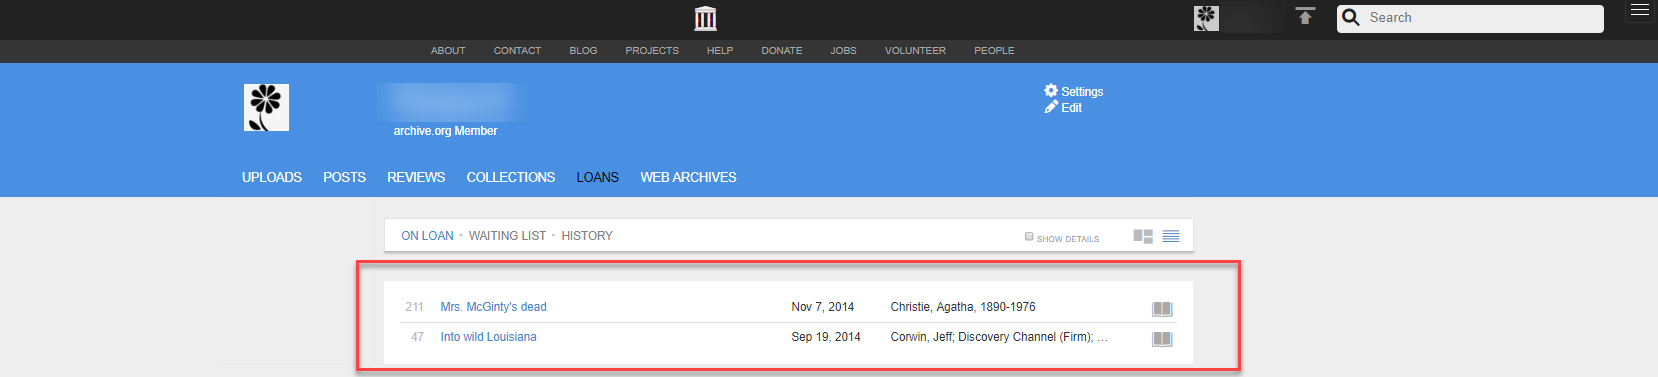 Search
ABOUT CONTACT BLOG PROJECTS HELP DONATE JOBS VOLUNTEER PEOPLE
Settings
Edit
archive.org Member
UPLOADS POSTS REVIEWS COLLECTIONS LOANS WEB ARCHIVES
ON LOAN · WAITING LIST · HISTORY SHOW DETAILS
211 Mrs. McGinty's dead Nov 7, 2014 Christie, Agatha, 1890-1976
47 Into wild Louisiana Sep 19, 2014 Corwin, Jeff; Discovery Channel (Firm); ...